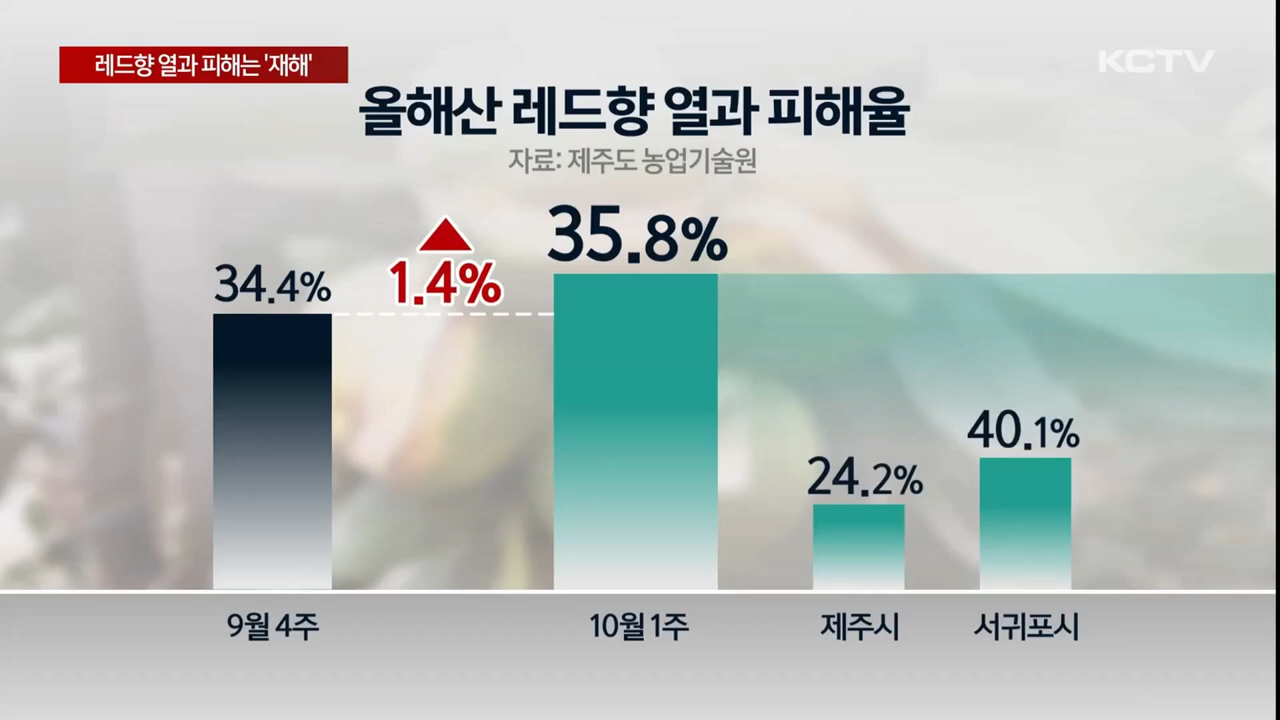 레드향 열과 피해는 '재해'
KCTV
올해산 레드향 열과 피해율
자료: 제주도 농업기술원
34.4%
1.4%
35.8%
24.2%
40.1%
9월 4주
10월 1주
제주시
서귀포시